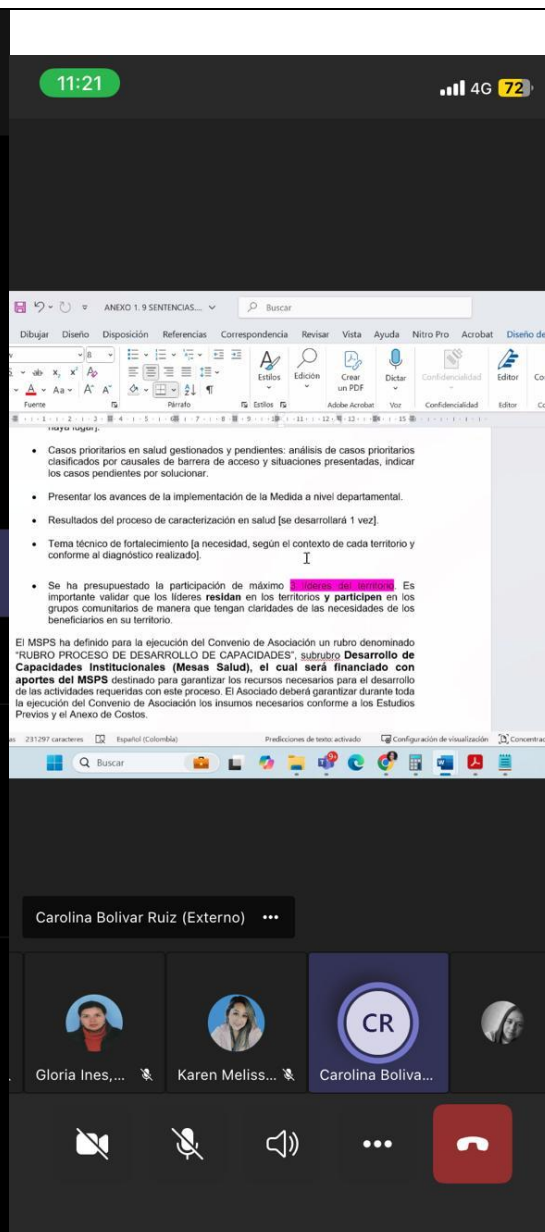 11:21
4G 72
ANEXO 1. 9 SENTENCIAS....
Buscar
Dibujar Diseño Disposición Referencias Correspondencia Revisar Vista Ayuda Nitro Pro Acrobat Diseño de
8
Estilos Edición Crear Dictar Confidencialidad Editor
un PDF
Fuente Párrafo Estilos Adobe Acrobat Voz Confidencialidad Editor
haya lugar].
• Casos prioritarios en salud gestionados y pendientes: análisis de casos prioritarios
clasificados por causales de barrera de acceso y situaciones presentadas, indicar
los casos pendientes por solucionar.
• Presentar los avances de la implementación de la Medida a nivel departamental.
• Resultados del proceso de caracterización en salud [se desarrollará 1 vez].
• Tema técnico de fortalecimiento [a necesidad, según el contexto de cada territorio y
conforme al diagnóstico realizado].
• Se ha presupuestado la participación de máximo 3 líderes del territorio. Es
importante validar que los líderes residan en los territorios y participen en los
grupos comunitarios de manera que tengan claridades de las necesidades de los
beneficiarios en su territorio.
El MSPS ha definido para la ejecución del Convenio de Asociación un rubro denominado
“RUBRO PROCESO DE DESARROLLO DE CAPACIDADES”, subrubro Desarrollo de
Capacidades Institucionales (Mesas Salud), el cual será financiado con
aportes del MSPS destinado para garantizar los recursos necesarios para el desarrollo
de las actividades requeridas con este proceso. El Asociado deberá garantizar durante toda
la ejecución del Convenio de Asociación los insumos necesarios conforme a los Estudios
Previos y el Anexo de Costos.
231297 caracteres Español (Colombia) Predicciones de texto: activado Configuración de visualización Concentrac
Buscar
Carolina Bolivar Ruiz (Externo) •••
CR
Gloria Ines,... Karen Meliss... Carolina Boliva...